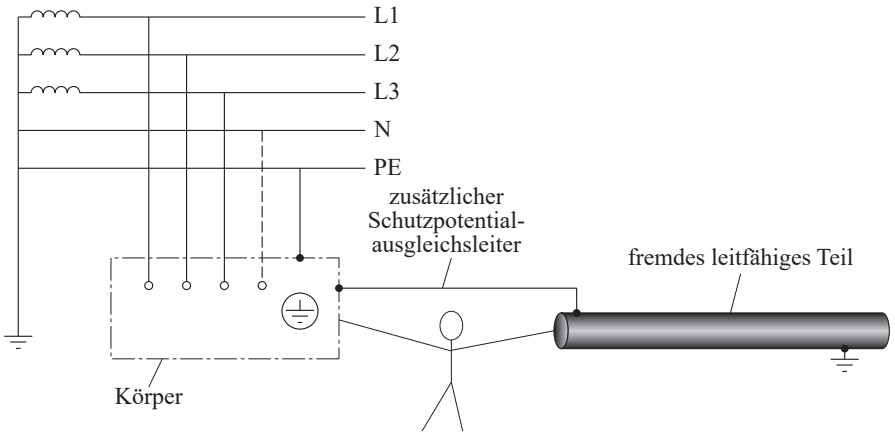 L1
L2
L3
N
PE
zusätzlicher
Schutzpotential-
ausgleichsleiter
fremdes leitfähiges Teil
Körper